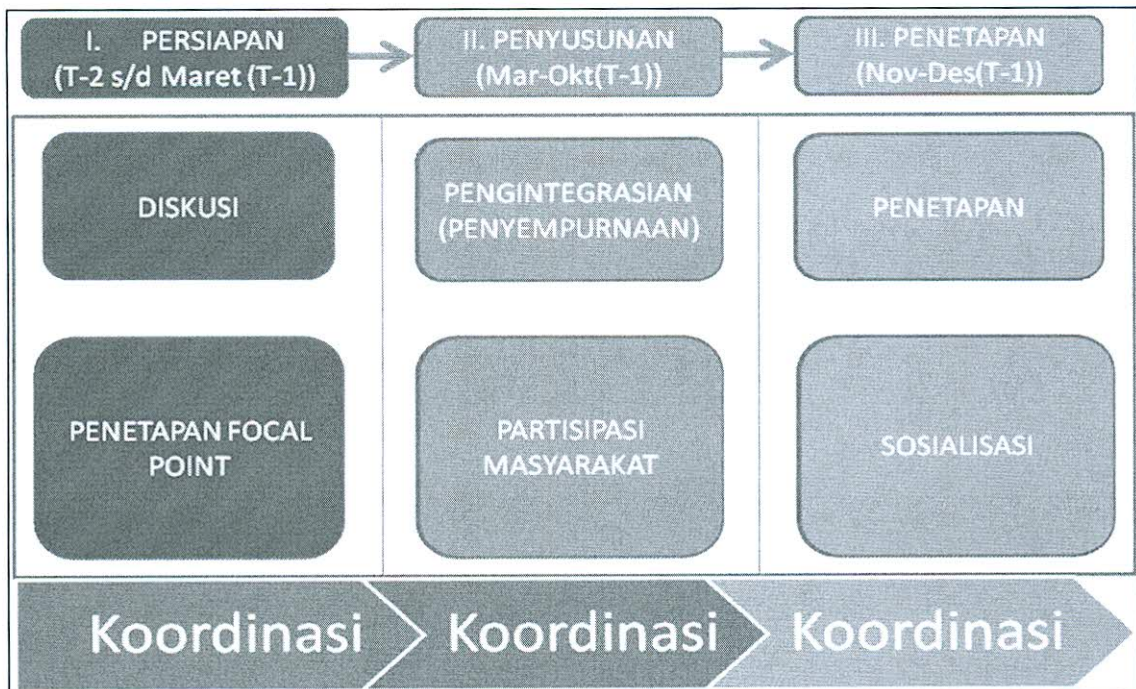 I. PERSIAPAN
(T-2 s/d Maret (T-1))
II. PENYUSUNAN
(Mar-Okt(T-1))
III. PENETAPAN
(Nov-Des(T-1))
DISKUSI
PENGINTEGRASIAN
(PENYEMPURNAAN)
PENETAPAN
PENETAPAN FOCAL
POINT
PARTISIPASI
MASYARAKAT
SOSIALISASI
Koordinasi
Koordinasi
Koordinasi